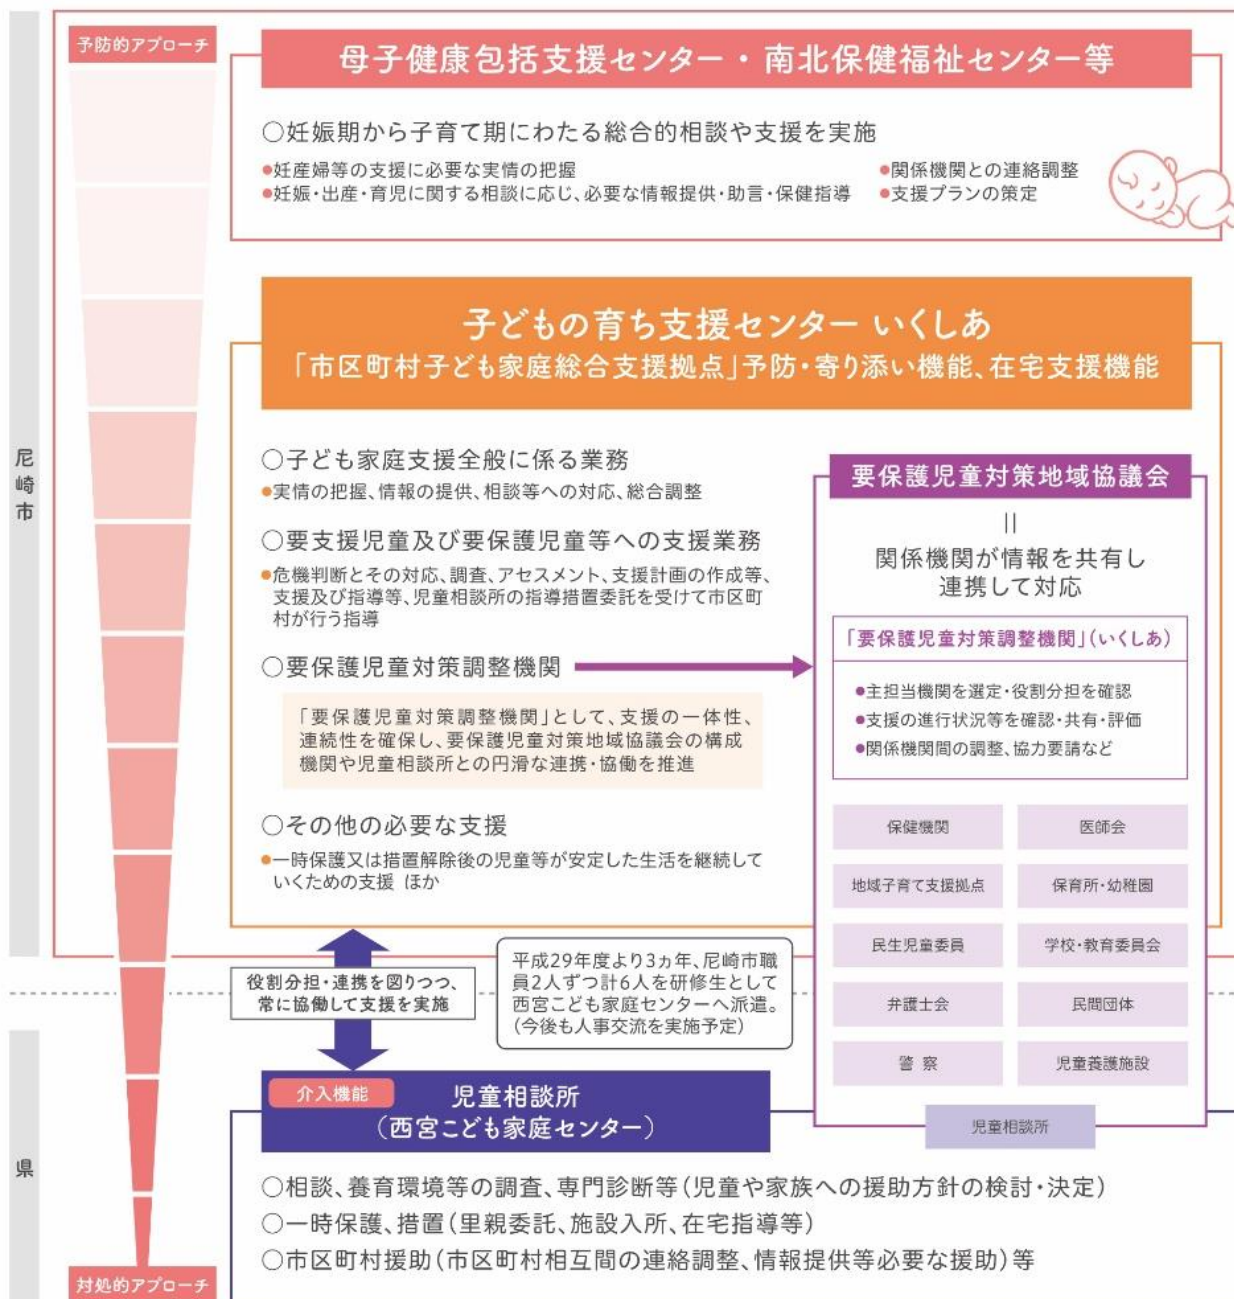 尼崎市
県
予防的アプローチ
対処的アプローチ
母子健康包括支援センター・南北保健福祉センター等
○妊娠期から子育て期にわたる総合的相談や支援を実施
●妊産婦等の支援に必要な実情の把握
●妊娠・出産・育児に関する相談に応じ、必要な情報提供・助言・保健指導
●関係機関との連絡調整
●支援プランの策定
子どもの育ち支援センター いくしあ
「市区町村子ども家庭総合支援拠点」予防・寄り添い機能、在宅支援機能
○子ども家庭支援全般に係る業務
●実情の把握、情報の提供、相談等への対応、総合調整
○要支援児童及び要保護児童等への支援業務
●危機判断とその対応、調査、アセスメント、支援計画の作成等、
支援及び指導等、児童相談所の指導措置委託を受けて市区町
村が行う指導
○要保護児童対策調整機関
「要保護児童対策調整機関」として、支援の一体性、
連続性を確保し、要保護児童対策地域協議会の構成
機関や児童相談所との円滑な連携・協働を推進
○その他の必要な支援
●一時保護又は措置解除後の児童等が安定した生活を継続して
いくための支援 ほか
要保護児童対策地域協議会
||
関係機関が情報を共有し
連携して対応
「要保護児童対策調整機関」(いくしあ)
●主担当機関を選定・役割分担を確認
●支援の進行状況等を確認・共有・評価
●関係機関間の調整、協力要請など
保健機関
医師会
地域子育て支援拠点
保育所・幼稚園
民生児童委員
学校・教育委員会
弁護士会
民間団体
警 察
児童養護施設
児童相談所
役割分担・連携を図りつつ、
常に協働して支援を実施
平成29年度より3ヵ年、尼崎市職
員2人ずつ計6人を研修生として
西宮こども家庭センターへ派遣。
(今後も人事交流を実施予定)
介入機能
児童相談所
(西宮こども家庭センター)
○相談、養育環境等の調査、専門診断等(児童や家族への援助方針の検討・決定)
○一時保護、措置(里親委託、施設入所、在宅指導等)
○市区町村援助(市区町村相互間の連絡調整、情報提供等必要な援助)等